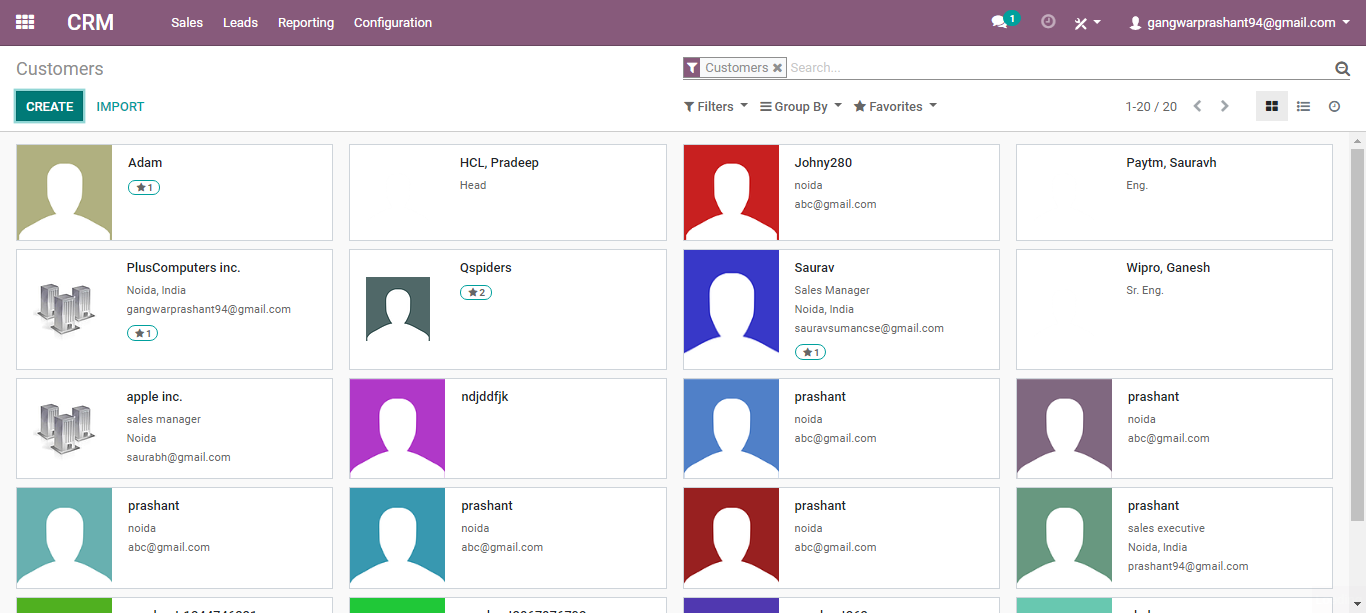 CRM Sales Leads Reporting Configuration 1 gangwarprashant94@gmail.com
Customers
Customers Search...
CREATE IMPORT
Filters Group By Favorites 1-20 / 20
Adam
1
HCL, Pradeep
Head
Johny280
noida
abc@gmail.com
Paytm, Sauravh
Eng.
PlusComputers inc.
Noida, India
gangwarprashant94@gmail.com
1
Qspiders
2
Saurav
Sales Manager
Noida, India
sauravsumancse@gmail.com
1
Wipro, Ganesh
Sr. Eng.
apple inc.
sales manager
Noida
saurabh@gmail.com
ndjddfjk
prashant
noida
abc@gmail.com
prashant
noida
abc@gmail.com
prashant
noida
abc@gmail.com
prashant
noida
abc@gmail.com
prashant
noida
abc@gmail.com
prashant
sales executive
Noida, India
prashant94@gmail.com